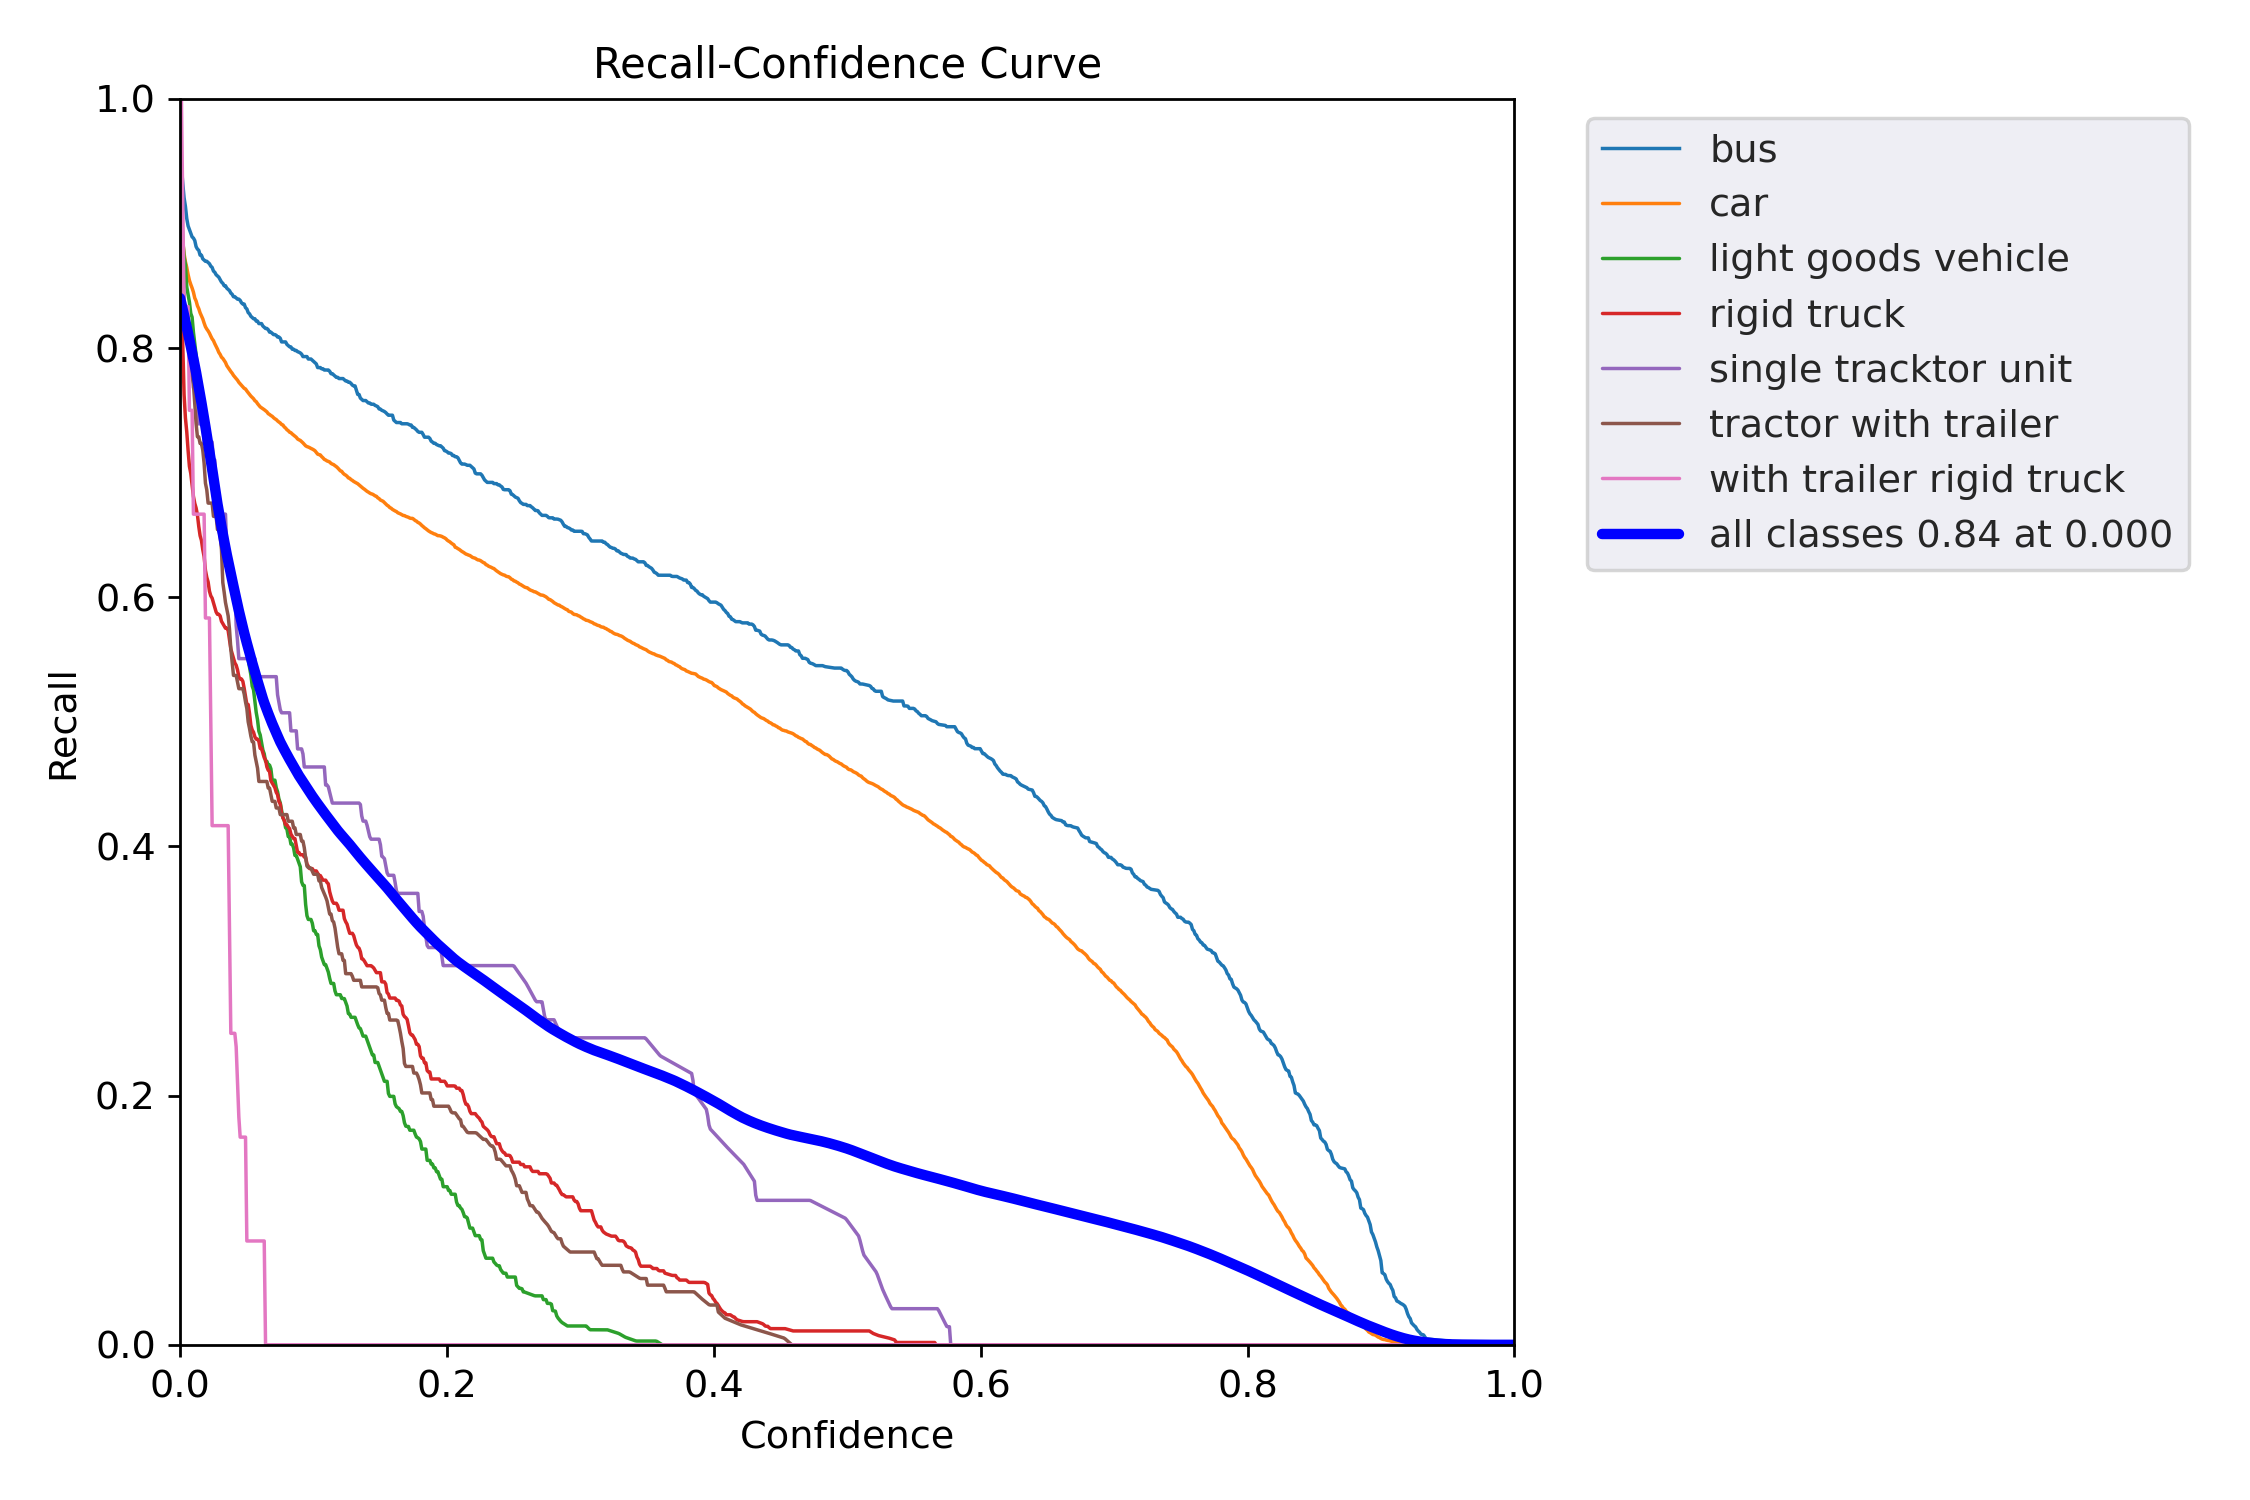 Recall-Confidence Curve
1.0
0.8
0.6
0.4
0.2
0.0
Recall
0.0 0.2 0.4 0.6 0.8 1.0
Confidence
bus
car
light goods vehicle
rigid truck
single tracktor unit
tractor with trailer
with trailer rigid truck
all classes 0.84 at 0.000